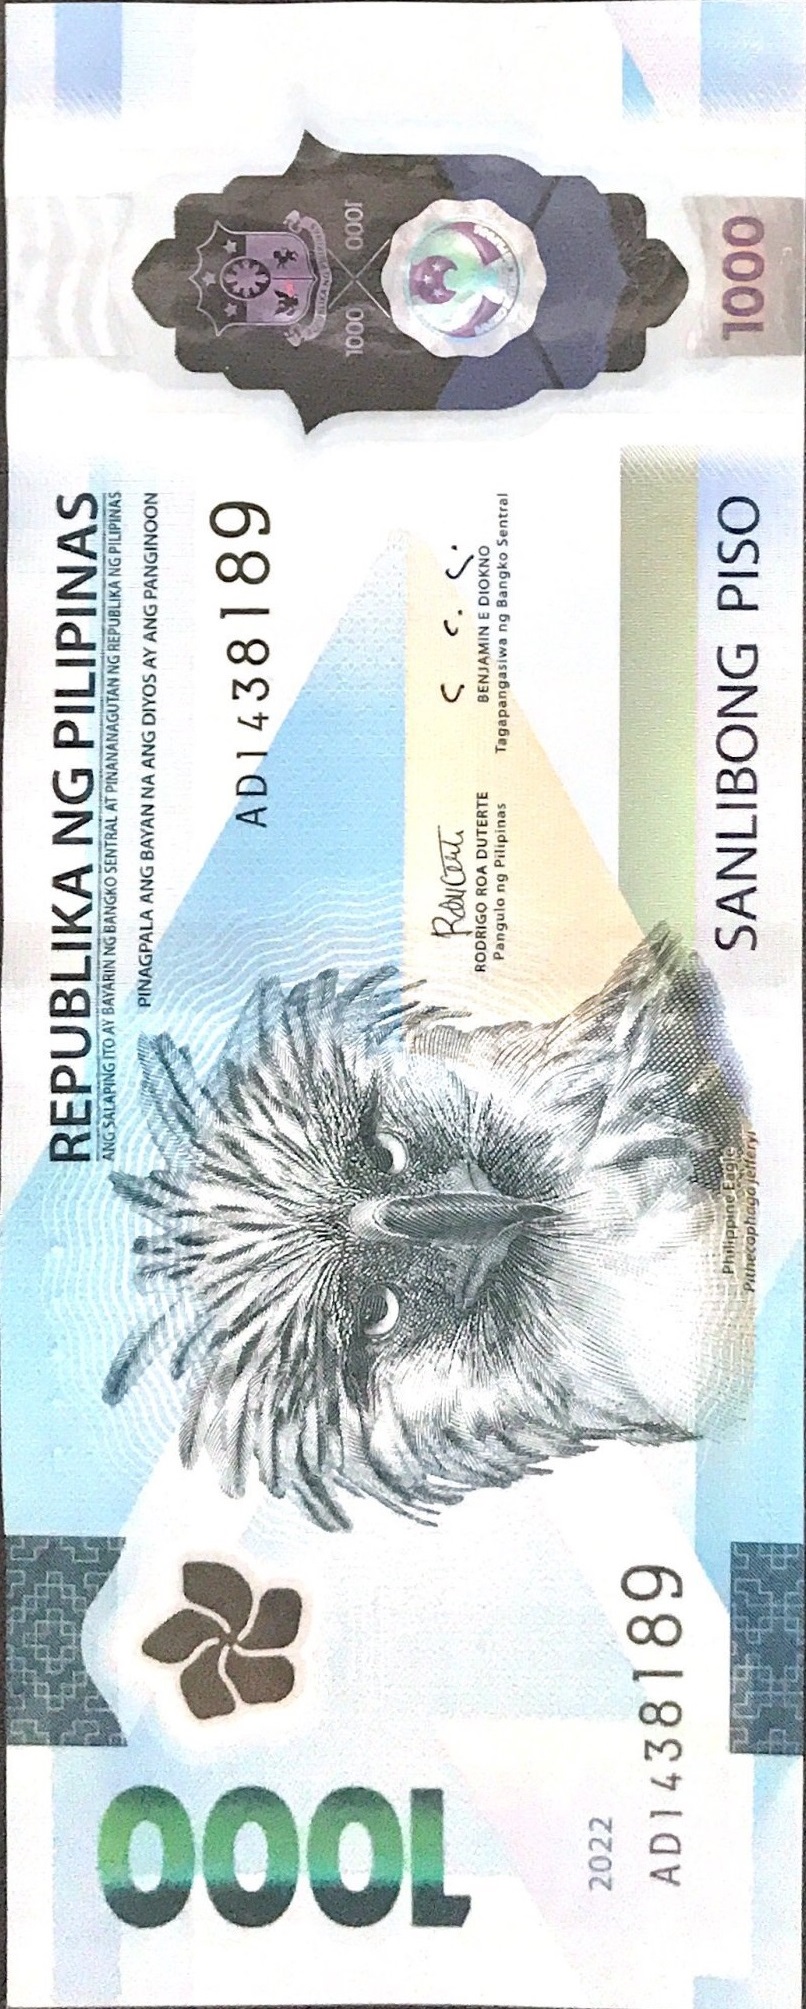 REPUBLIKA NG PILIPINAS
ANG SALAPING ITO AY BAYARIN NG BANGKO SENTRAL AT PINANANAGUTAN NG REPUBLIKA NG PILIPINAS
PINAGPALA ANG BAYAN NA ANG DIYOS AY ANG PANGINOON
AD1438189
1000
1000
1000
RODRIGO ROA DUTERTE
Pangulo ng Pilipinas
BENJAMIN E DIOKNO
Tagapangasiwa ng Bangko Sentral
2022
AD1438189
Philippine Eagle
Pithecophaga jefferyi
SANLIBONG PISO
1000